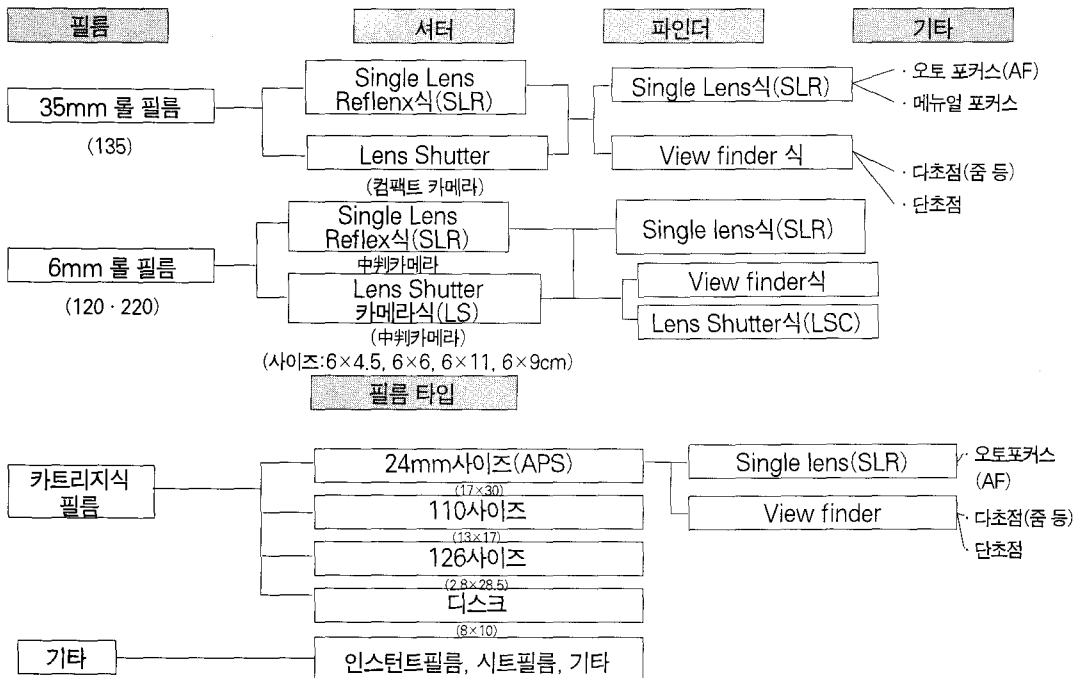 필름 셔터 파인더 기타
Single Lens
Reflenx식(SLR)
35mm 롤 필름
(135)
Lens Shutter
(컴팩트 카메라)
Single Lens식(SLR)
View finder 식
· 오토 포커스(AF)
· 메뉴얼 포커스
· 다초점(줌 등)
· 단초점
6mm 롤 필름
(120 · 220)
Single Lens
Reflex식(SLR)
中判카메라
Lens Shutter
카메라식(LS)
(中判카메라)
(사이즈:6×4.5, 6×6, 6×11, 6×9cm)
Single lens식(SLR)
View finder식
Lens Shutter식(LSC)
필름 타입
카트리지식
필름
24mm사이즈(APS)
(17×30)
110사이즈
(13×17)
126사이즈
(2.8×28.5)
디스크
(8×10)
Single lens(SLR)
View finder
· 오토포커스
(AF)
· 다초점(줌 등)
· 단초점
기타
인스턴트필름, 시트필름, 기타